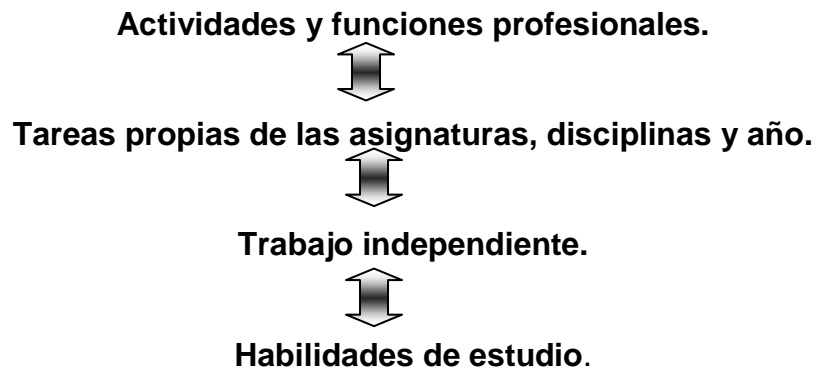 Actividades y funciones profesionales.
Tareas propias de las asignaturas, disciplinas y año.
Trabajo independiente.
Habilidades de estudio.